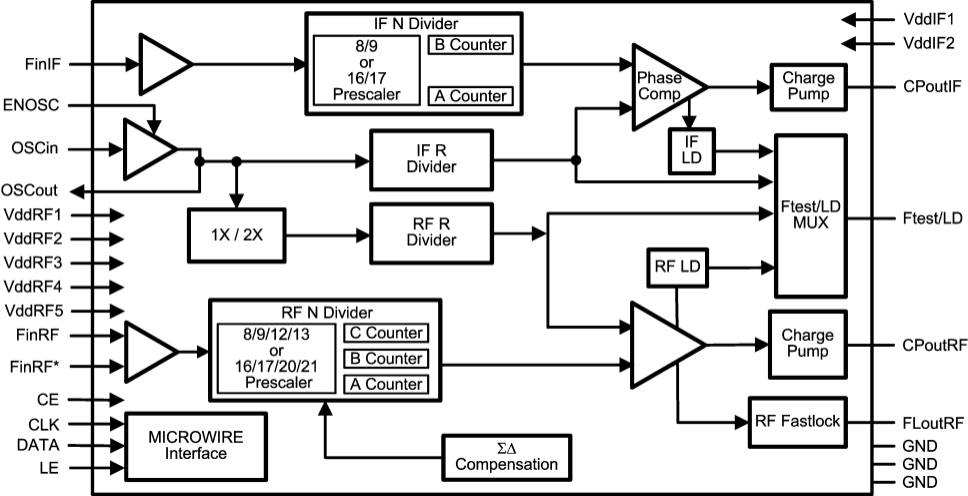 FinIF
ENOSC
OSCin
OSCout
VddRF1
VddRF2
VddRF3
VddRF4
VddRF5
FinRF
FinRF*
CE
CLK
DATA
LE
IF N Divider
8/9
or
16/17
Prescaler
B Counter
A Counter
IF R
Divider
1X / 2X
RF R
Divider
RF N Divider
8/9/12/13
or
16/17/20/21
Prescaler
C Counter
B Counter
A Counter
MICROWIRE
Interface
ΣΔ
Compensation
Phase
Comp
IF
LD
RF LD
Charge
Pump
Ftest/LD
MUX
Charge
Pump
RF Fastlock
VddIF1
VddIF2
CPoutIF
Ftest/LD
CPoutRF
FLoutRF
GND
GND
GND